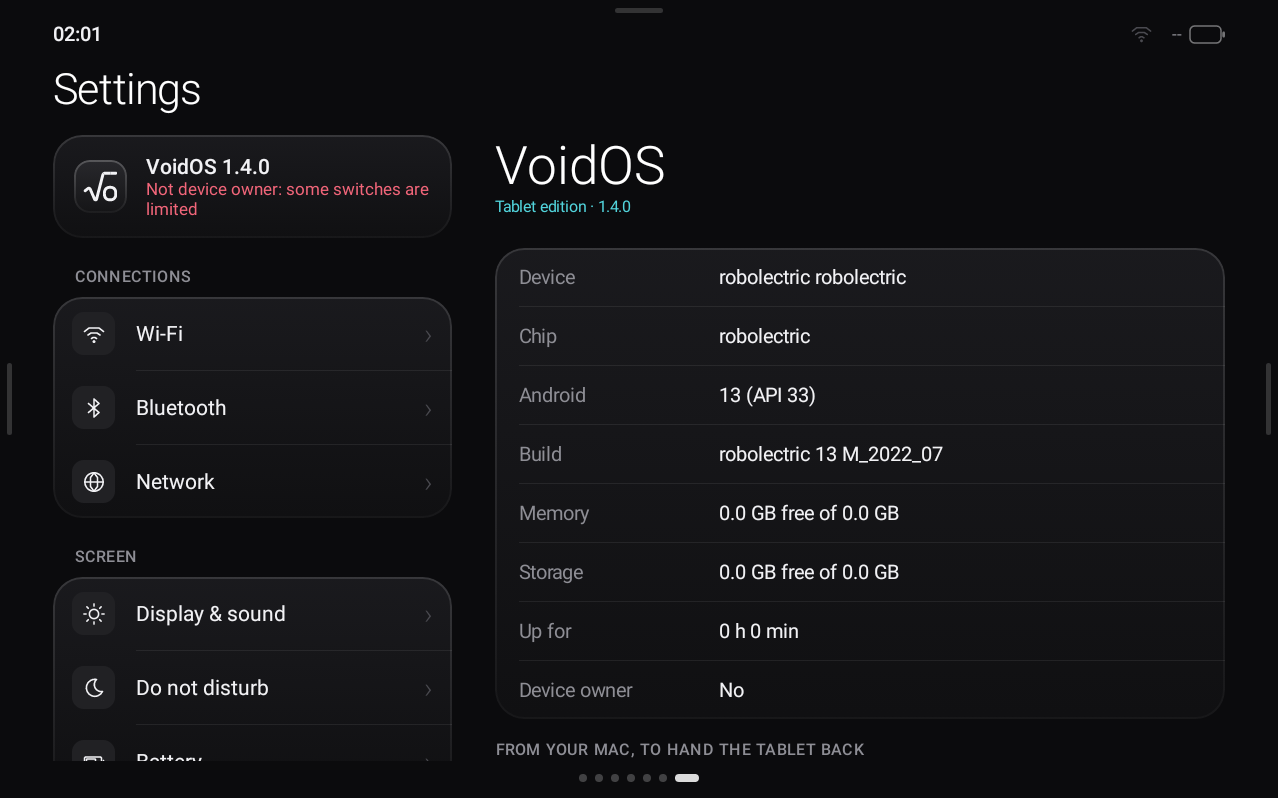 02:01
--
Settings
VoidOS 1.4.0
Not device owner: some switches are
limited
CONNECTIONS
Wi-Fi
Bluetooth
Network
SCREEN
Display & sound
Do not disturb
Battery
VoidOS
Tablet edition · 1.4.0
Device robolectric robolectric
Chip robolectric
Android 13 (API 33)
Build robolectric 13 M_2022_07
Memory 0.0 GB free of 0.0 GB
Storage 0.0 GB free of 0.0 GB
Up for 0 h 0 min
Device owner No
FROM YOUR MAC, TO HAND THE TABLET BACK